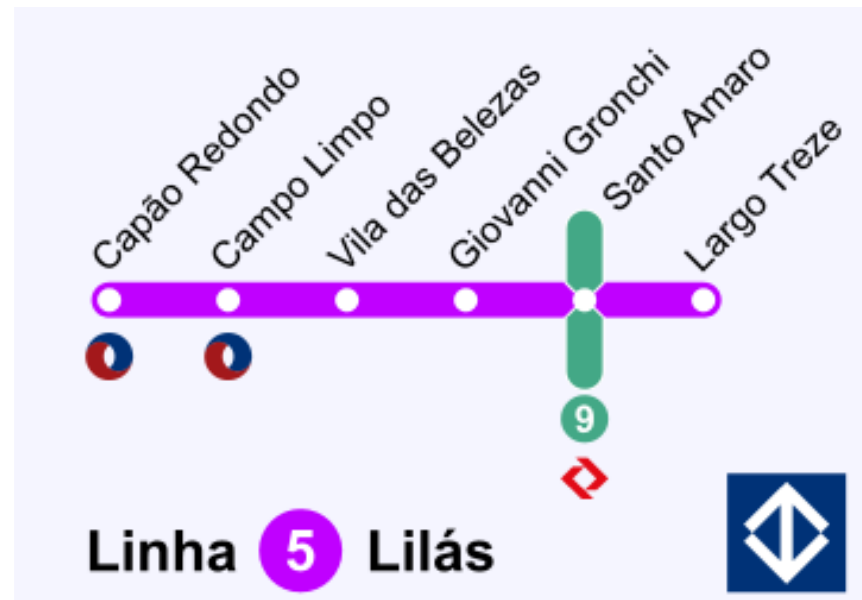 Capão Redondo
Campo Limpo
Vila das Belezas
Giovanni Gronchi
Santo Amaro
Largo Treze
9
Linha 5 Lilás